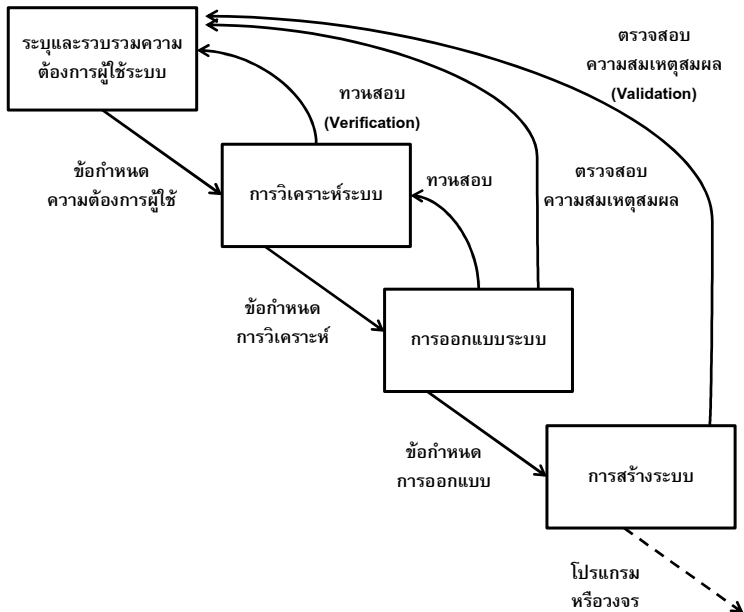 ระบุและรวบรวมความ
ต้องการผู้ใช้ระบบ
ตรวจสอบ
ความสมเหตุสมผล
(Validation)
ทวนสอบ
(Verification)
ข้อกำหนด
ความต้องการผู้ใช้
การวิเคราะห์ระบบ
ทวนสอบ
ตรวจสอบ
ความสมเหตุสมผล
ข้อกำหนด
การวิเคราะห์
การออกแบบระบบ
ข้อกำหนด
การออกแบบ
การสร้างระบบ
โปรแกรม
หรือวงจร